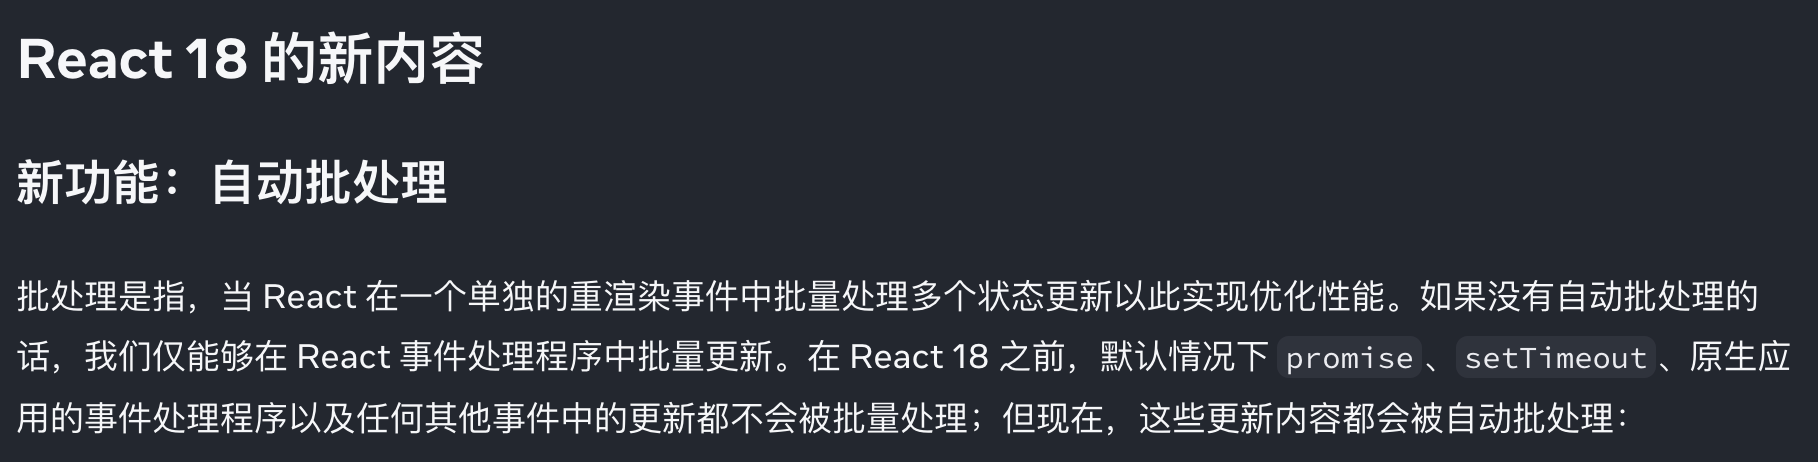 React 18 的新内容
新功能：自动批处理
批处理是指，当 React 在一个单独的重渲染事件中批量处理多个状态更新以此实现优化性能。如果没有自动批处理的
话，我们仅能够在 React 事件处理程序中批量更新。在 React 18 之前，默认情况下 promise、setTimeout、原生应
用的事件处理程序以及任何其他事件中的更新都不会被批量处理；但现在，这些更新内容都会被自动批处理：